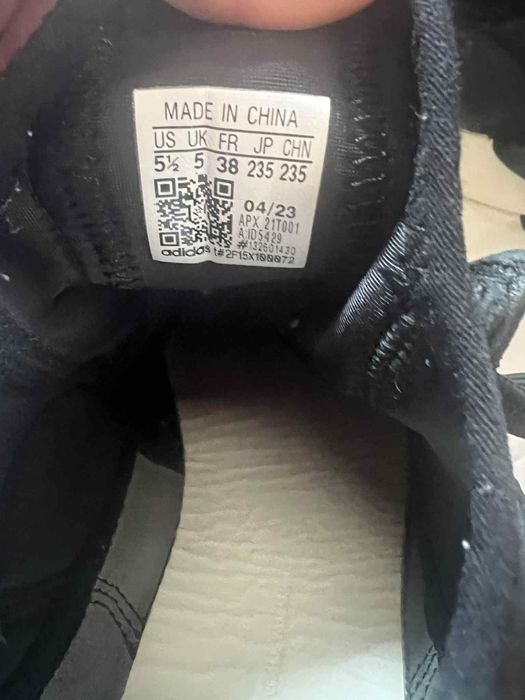 MADE IN CHINA
US UK FR JP CHN
5½ 5 38 235 235
04/23
APX 21T001
A:ID5429
#132601430
adidas t#2F15X100072